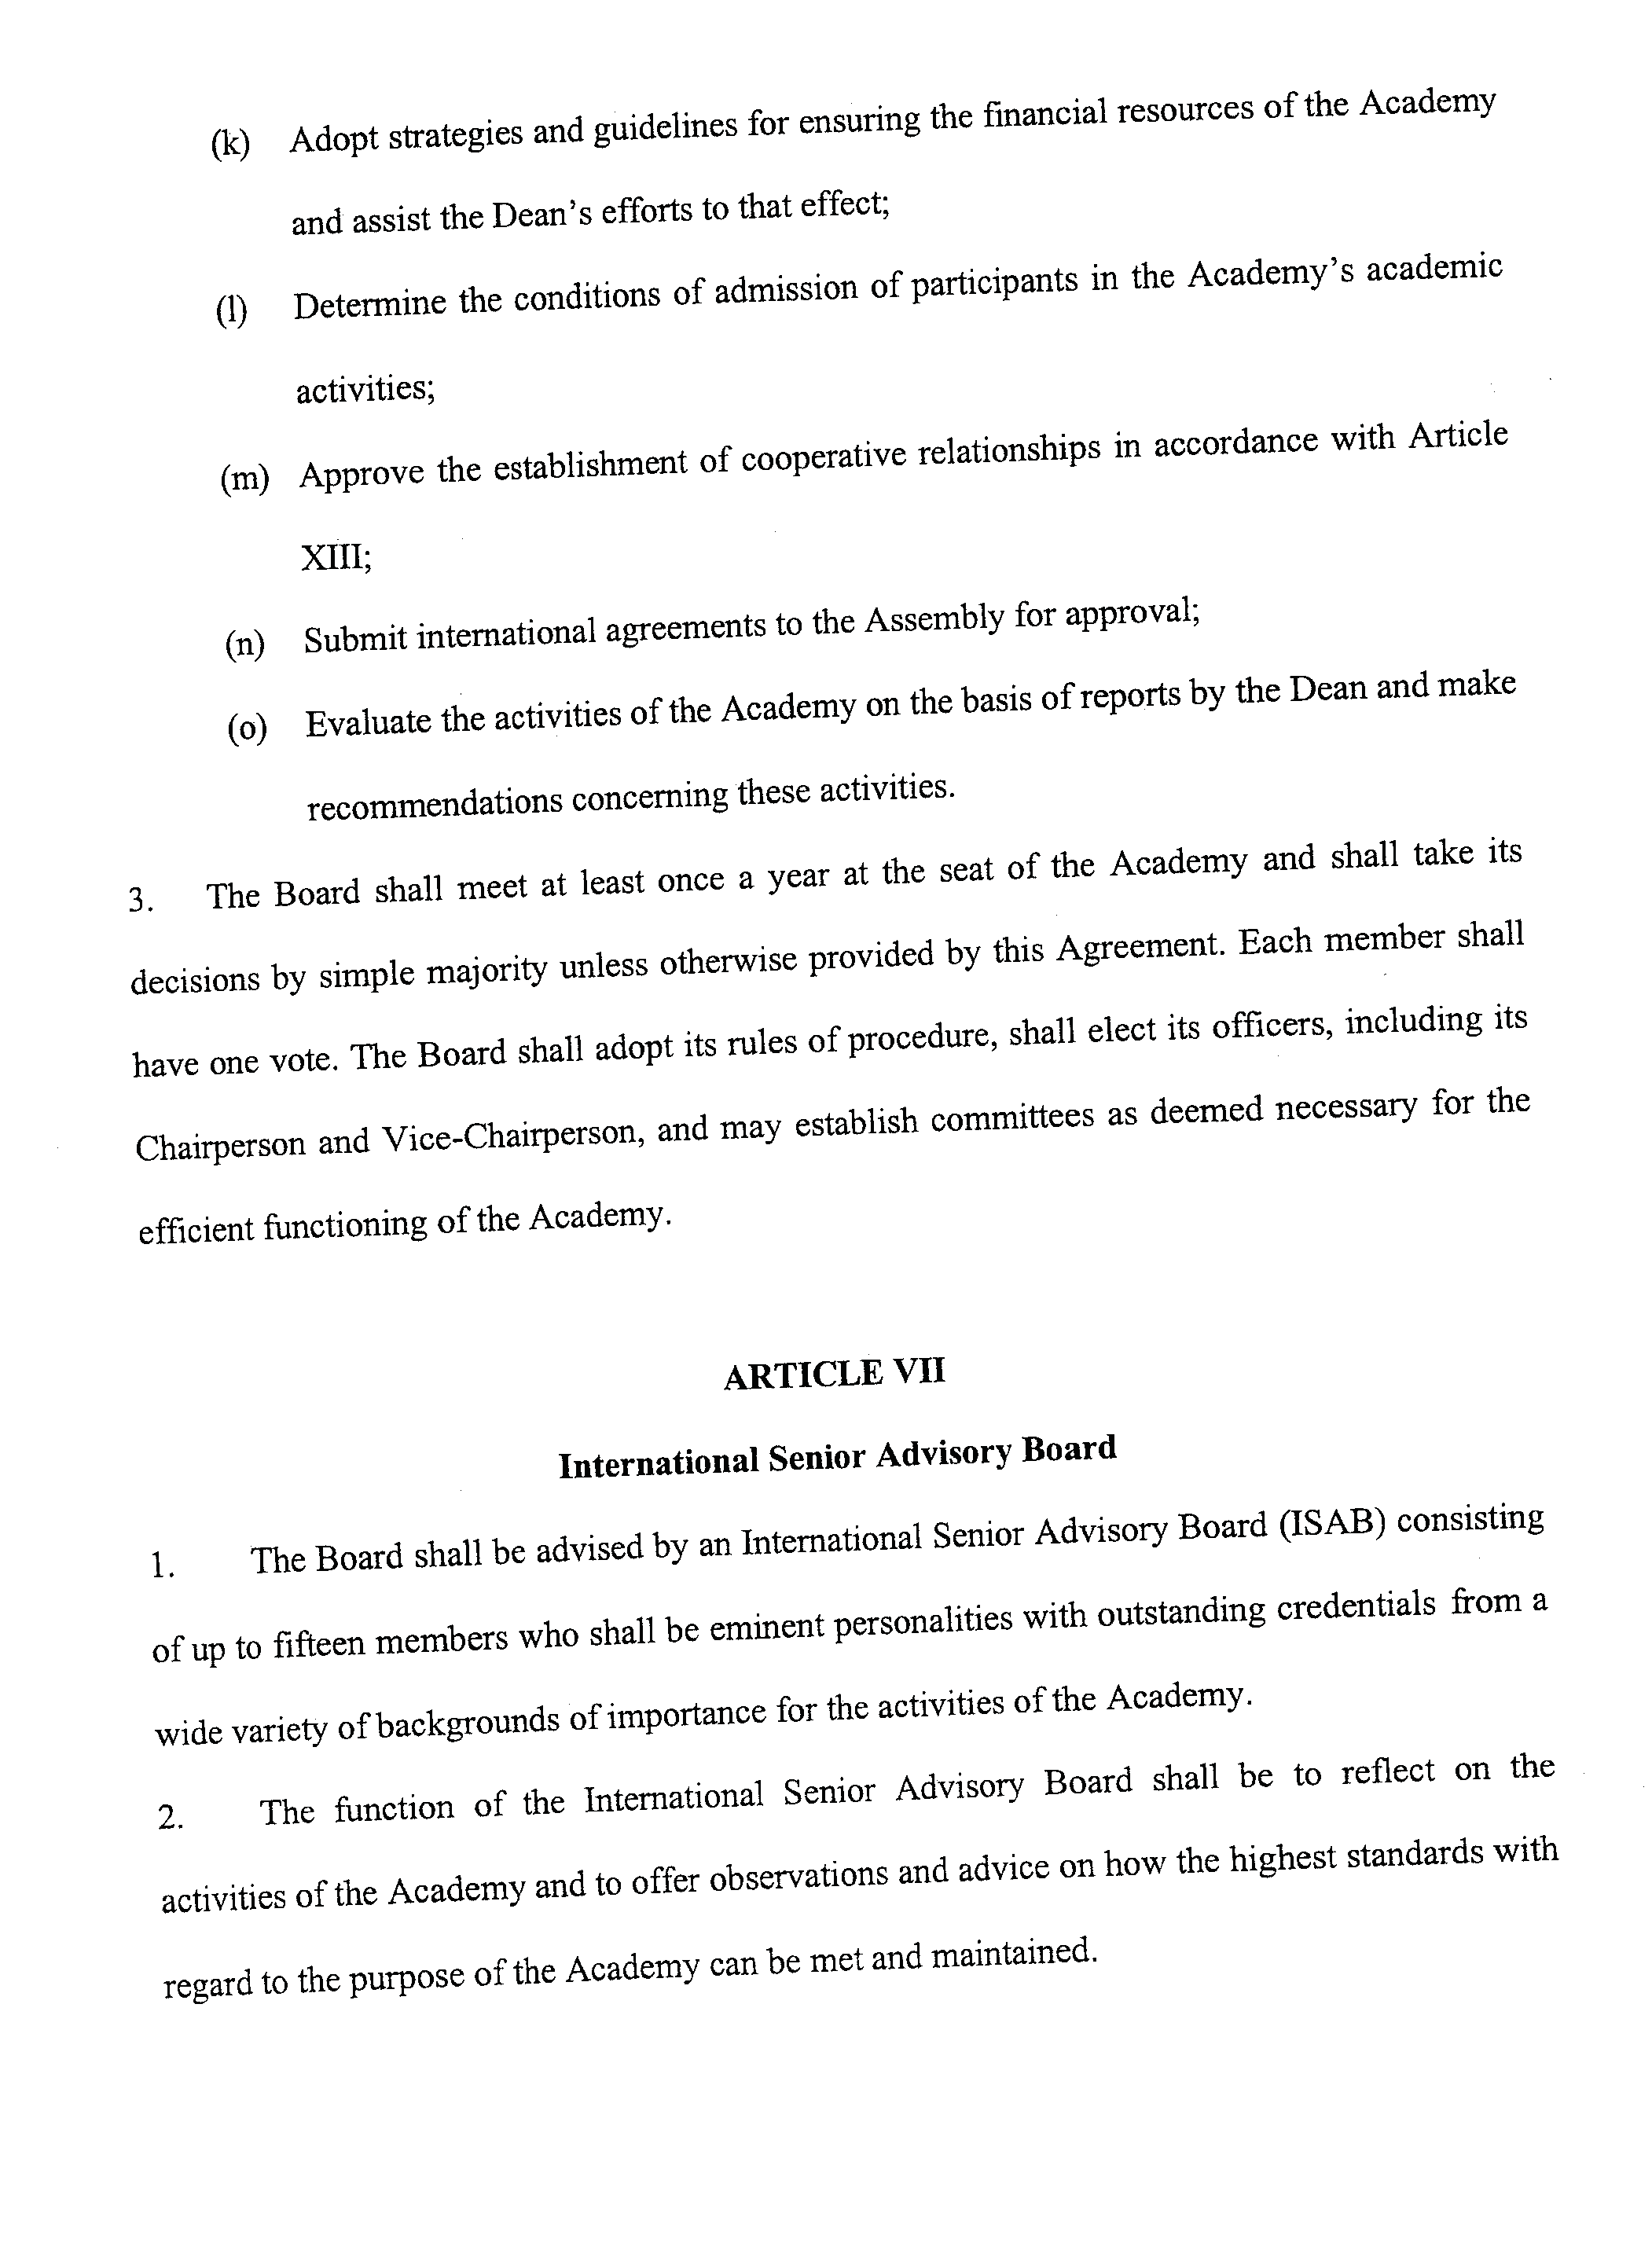 (k) Adopt strategies and guidelines for ensuring the financial resources of the Academy
and assist the Dean's efforts to that effect;
(l) Determine the conditions of admission of participants in the Academy's academic
activities;
(m) Approve the establishment of cooperative relationships in accordance with Article
XIII;
(n) Submit international agreements to the Assembly for approval;
(o) Evaluate the activities of the Academy on the basis of reports by the Dean and make
recommendations concerning these activities.
3. The Board shall meet at least once a year at the seat of the Academy and shall take its
decisions by simple majority unless otherwise provided by this Agreement. Each member shall
have one vote. The Board shall adopt its rules of procedure, shall elect its officers, including its
Chairperson and Vice-Chairperson, and may establish committees as deemed necessary for the
efficient functioning of the Academy.
ARTICLE VII
International Senior Advisory Board
1. The Board shall be advised by an International Senior Advisory Board (ISAB) consisting
of up to fifteen members who shall be eminent personalities with outstanding credentials from a
wide variety of backgrounds of importance for the activities of the Academy.
2. The function of the International Senior Advisory Board shall be to reflect on the
activities of the Academy and to offer observations and advice on how the highest standards with
regard to the purpose of the Academy can be met and maintained.